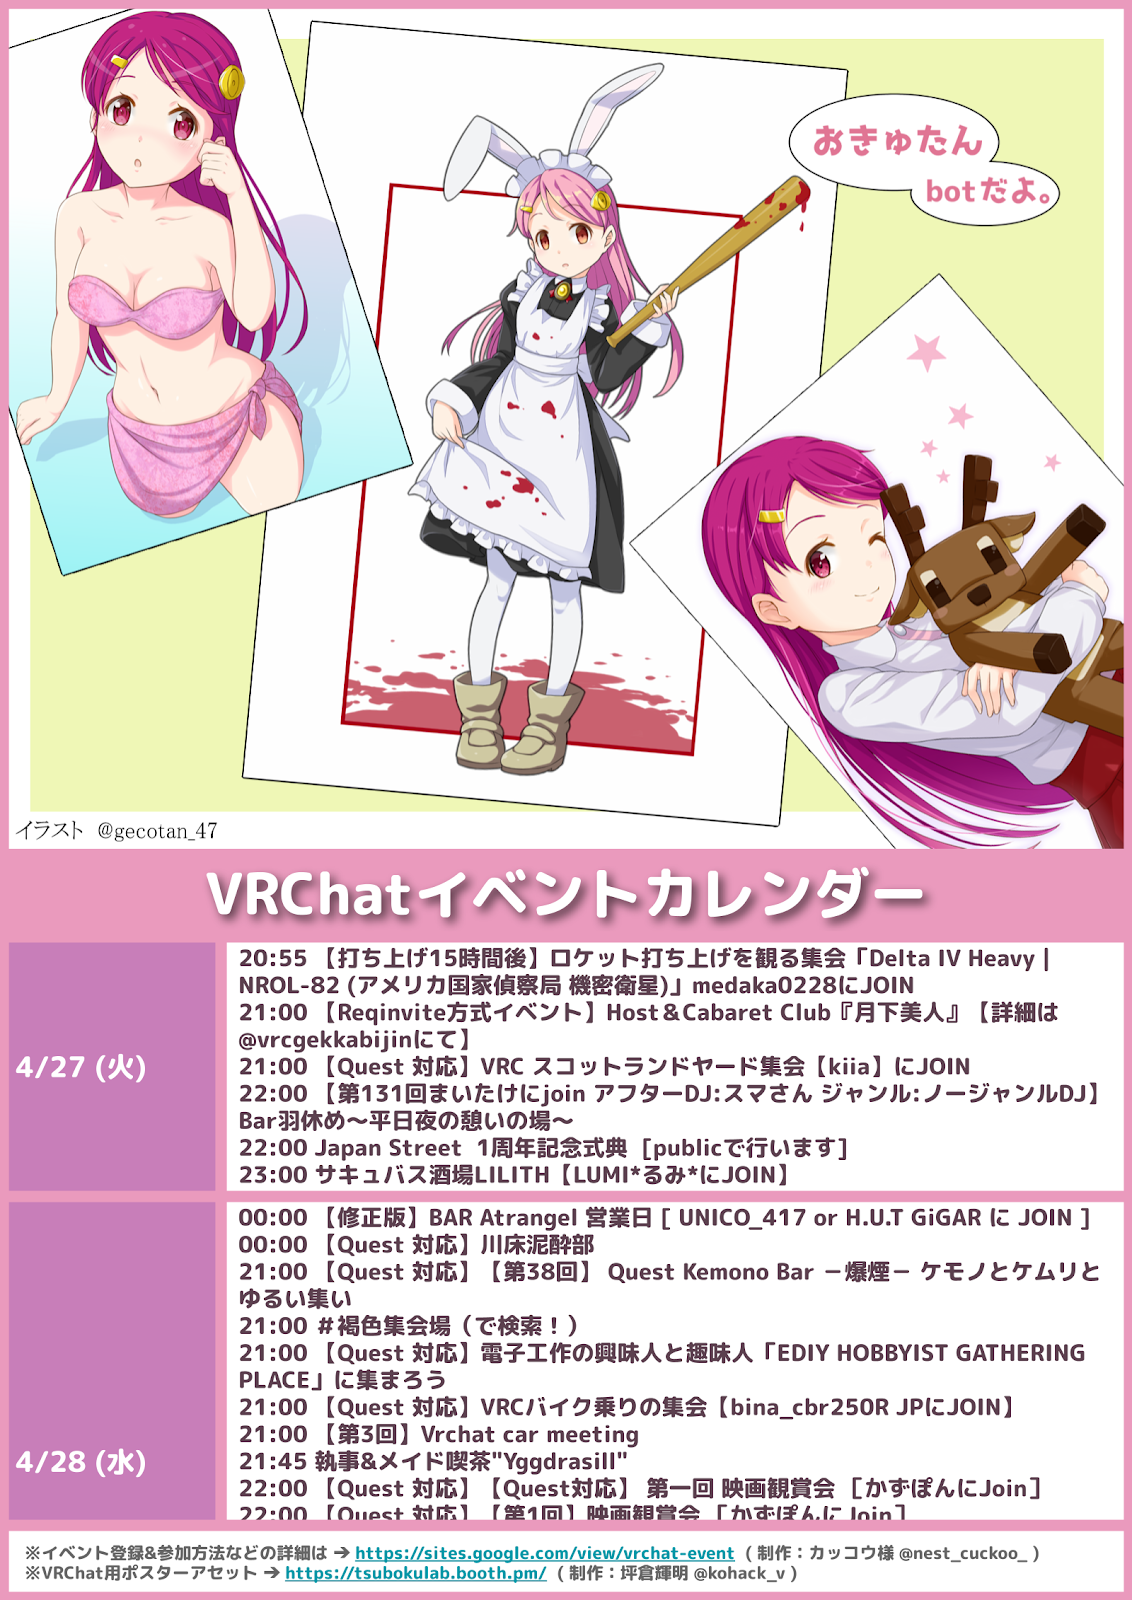 おきゅたん
botだよ。
イラスト @gecotan_47
VRChatイベントカレンダー
4/27 (火)
20:55 【打ち上げ15時間後】ロケット打ち上げを観る集会「Delta IV Heavy |
NROL-82 (アメリカ国家偵察局 機密衛星)」medaka0228にJOIN
21:00 【Reqinvite方式イベント】Host＆Cabaret Club『月下美人』【詳細は
@vrcgekkabijinにて】
21:00 【Quest 対応】VRC スコットランドヤード集会【kiia】にJOIN
22:00 【第131回まいたけにjoin アフターDJ:スマさん ジャンル:ノージャンルDJ】
Bar羽休め～平日夜の憩いの場～
22:00 Japan Street 1周年記念式典［publicで行います］
23:00 サキュバス酒場LILITH【LUMI*るみ*にJOIN】
4/28 (水)
00:00 【修正版】BAR Atrangel 営業日 [ UNICO_417 or H.U.T GiGAR に JOIN ]
00:00 【Quest 対応】川床泥酔部
21:00 【Quest 対応】【第38回】 Quest Kemono Bar －爆煙－ ケモノとケムリと
ゆるい集い
21:00 ＃褐色集会場（で検索！）
21:00 【Quest 対応】電子工作の興味人と趣味人「EDIY HOBBYIST GATHERING
PLACE」に集まろう
21:00 【Quest 対応】VRCバイク乗りの集会【bina_cbr250R JPにJOIN】
21:00 【第3回】Vrchat car meeting
21:45 執事&メイド喫茶"Yggdrasill"
22:00 【Quest 対応】【Quest対応】 第一回 映画観賞会 ［かずぽんにJoin］
22:00 【Quest 対応】【第1回】映画観賞会 ［かずぽんに Join］
※イベント登録&参加方法などの詳細は → https://sites.google.com/view/vrchat-event （ 制作：カッコウ様 @nest_cuckoo_ ）
※VRChat用ポスターアセット → https://tsubokulab.booth.pm/ （ 制作：坪倉輝明 @kohack_v ）